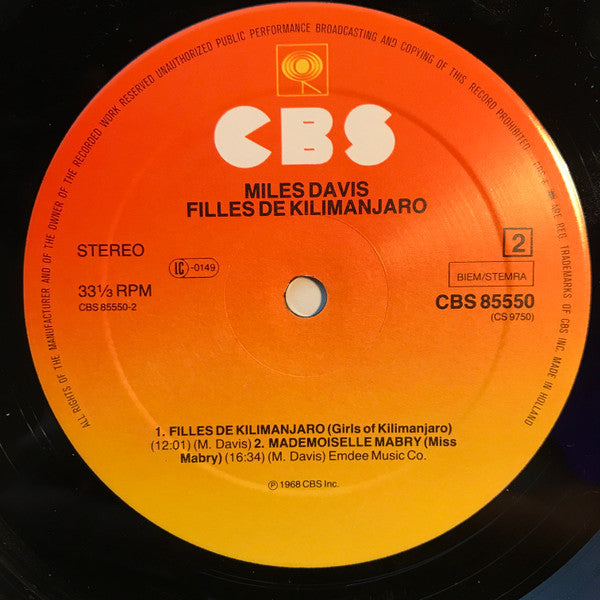 ALL RIGHTS OF THE MANUFACTURER AND OF THE OWNER OF THE RECORDED WORK RESERVED UNAUTHORIZED PUBLIC PERFORMANCE BROADCASTING AND COPYING OF THIS RECORD PROHIBITED ARE REG. TRADEMARKS OF CBS INC. MADE IN HOLLAND
CBS
MILES DAVIS
FILLES DE KILIMANJARO
STEREO
LC-0149
2
BIEM/STEMRA
33⅓ RPM
CBS 85550
CBS 85550-2
(CS 9750)
1. FILLES DE KILIMANJARO (Girls of Kilimanjaro)
(12:01) (M. Davis) 2. MADEMOISELLE MABRY (Miss
Mabry) (16:34) (M. Davis) Emdee Music Co.
℗ 1968 CBS Inc.